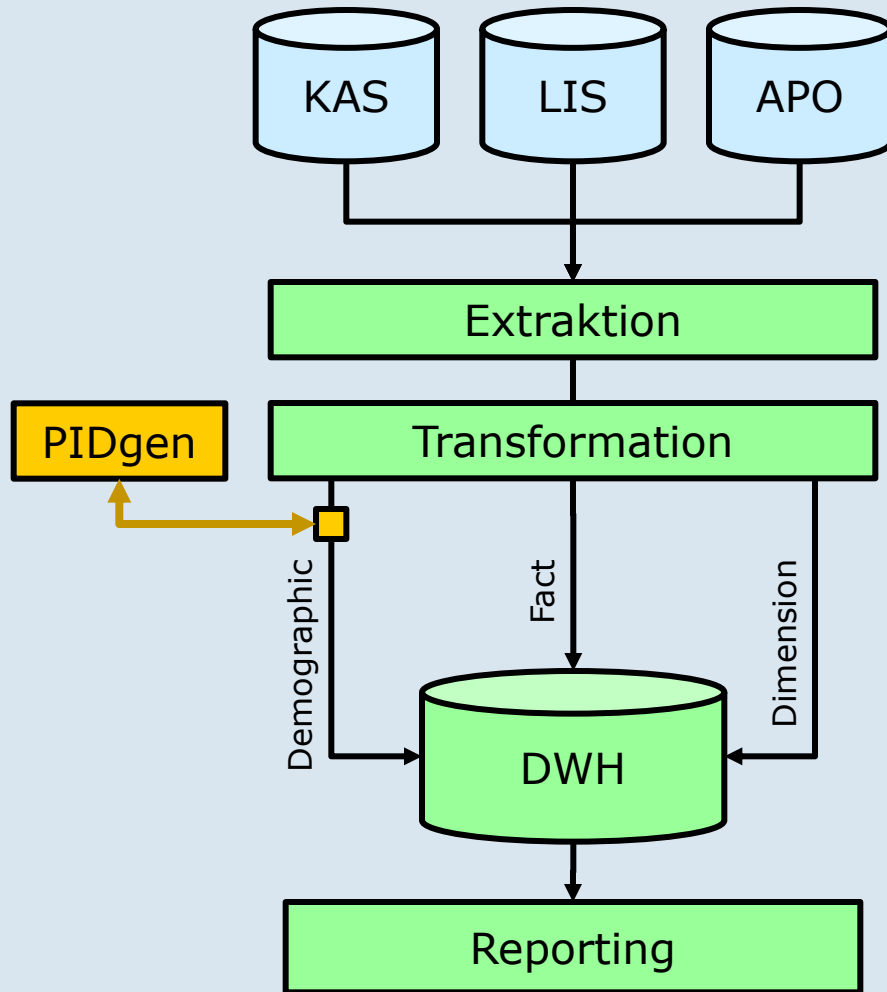 KAS
LIS
APO
Extraktion
PIDgen
Transformation
Demographic
Fact
Dimension
DWH
Reporting